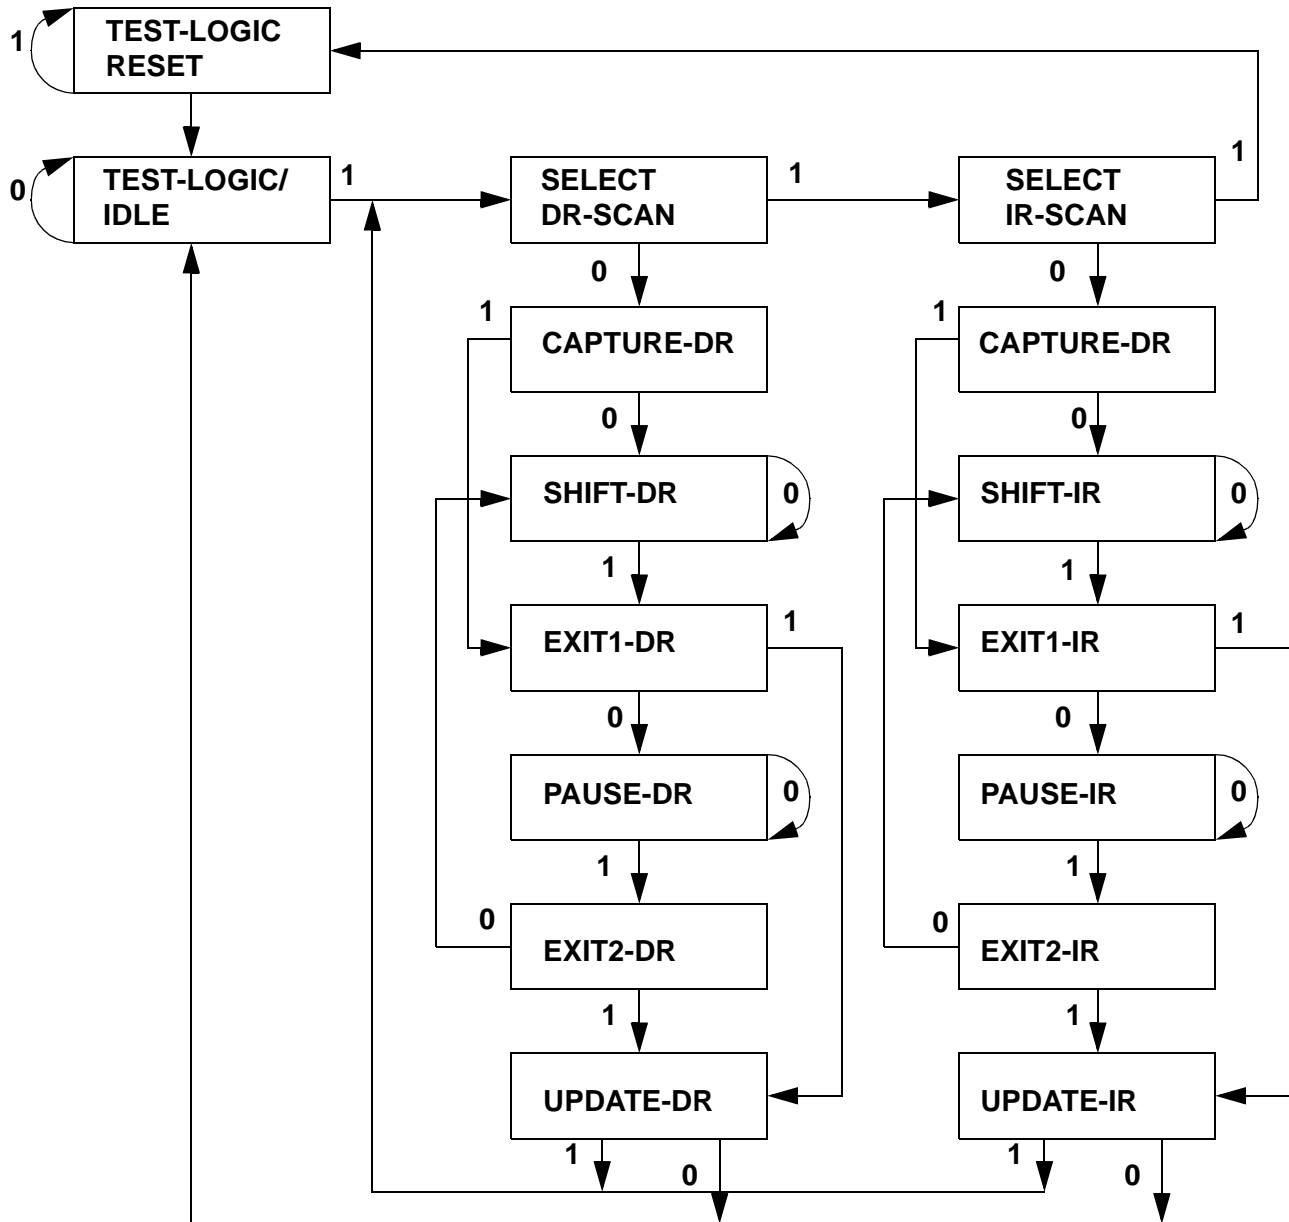 TEST-LOGIC
RESET
1
TEST-LOGIC/
IDLE
0
1
SELECT
DR-SCAN
1
SELECT
IR-SCAN
1
0
0
1
CAPTURE-DR
1
CAPTURE-DR
0
0
SHIFT-DR
0
SHIFT-IR
0
1
1
EXIT1-DR
1
EXIT1-IR
1
0
0
PAUSE-DR
0
PAUSE-IR
0
1
1
0
EXIT2-DR
0
EXIT2-IR
1
1
UPDATE-DR
UPDATE-IR
1
0
1
0